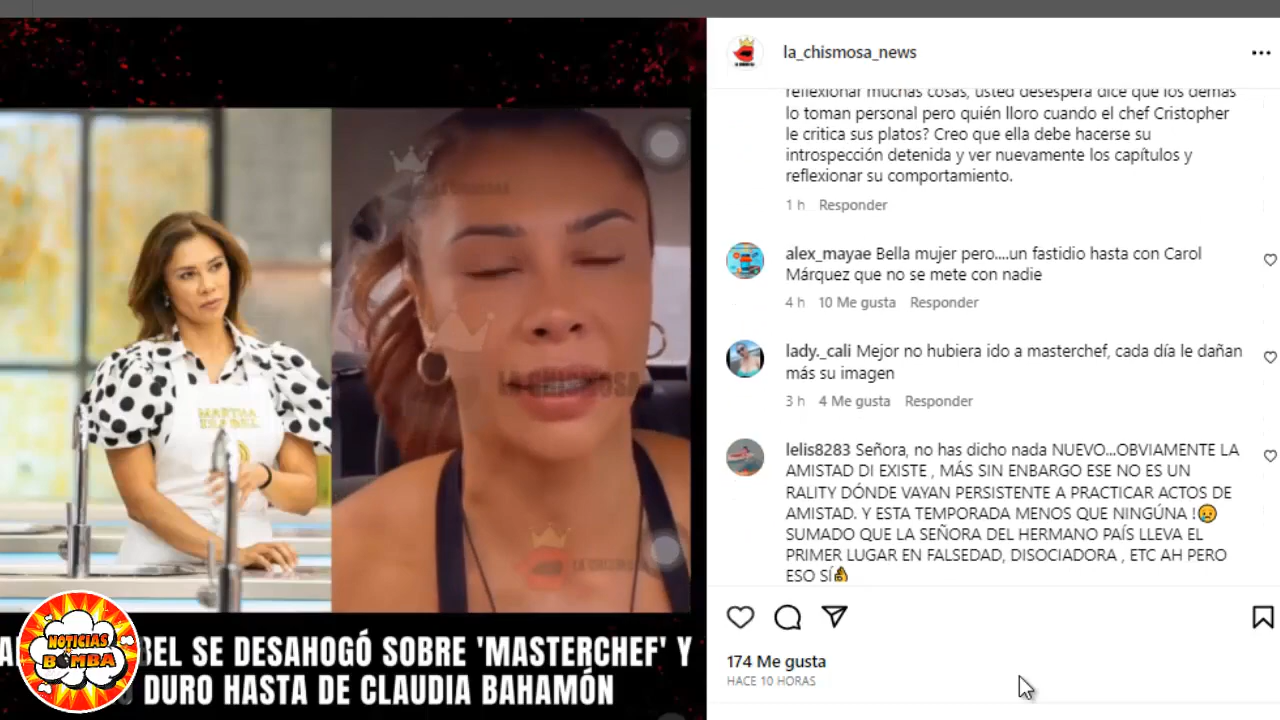 la_chismosa_news
reflexionar muchas cosas, usted desespera dice que los demás
lo toman personal pero quién lloro cuando el chef Cristopher
le critica sus platos? Creo que ella debe hacerse su
introspección detenida y ver nuevamente los capítulos y
reflexionar su comportamiento.
1 h Responder
alex_mayae Bella mujer pero....un fastidio hasta con Carol
Márquez que no se mete con nadie
4 h 10 Me gusta Responder
lady._cali Mejor no hubiera ido a masterchef, cada día le dañan
más su imagen
3 h 4 Me gusta Responder
lelis8283 Señora, no has dicho nada NUEVO...OBVIAMENTE LA
AMISTAD DI EXISTE , MÁS SIN ENBARGO ESE NO ES UN
RALITY DÓNDE VAYAN PERSISTENTE A PRACTICAR ACTOS DE
AMISTAD. Y ESTA TEMPORADA MENOS QUE NINGÚNA !😥
SUMADO QUE LA SEÑORA DEL HERMANO PAÍS LLEVA EL
PRIMER LUGAR EN FALSEDAD, DISOCIADORA , ETC AH PERO
ESO SÍ👍
174 Me gusta
HACE 10 HORAS
MARTHA
ISABEL
LA CHISMOSA
LA CHISMOSA
LA CHISMOSA
BEL SE DESAHOGÓ SOBRE 'MASTERCHEF' Y
DURO HASTA DE CLAUDIA BAHAMÓN
NOTICIAS
BOMBA